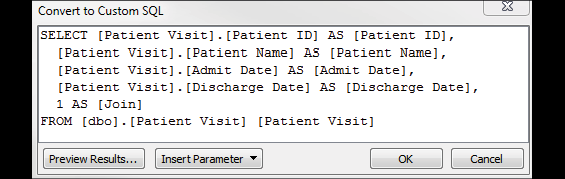 Convert to Custom SQL
SELECT [Patient Visit].[Patient ID] AS [Patient ID],
[Patient Visit].[Patient Name] AS [Patient Name],
[Patient Visit].[Admit Date] AS [Admit Date],
[Patient Visit].[Discharge Date] AS [Discharge Date],
1 AS [Join]
FROM [dbo].[Patient Visit] [Patient Visit]
Preview Results... Insert Parameter OK Cancel